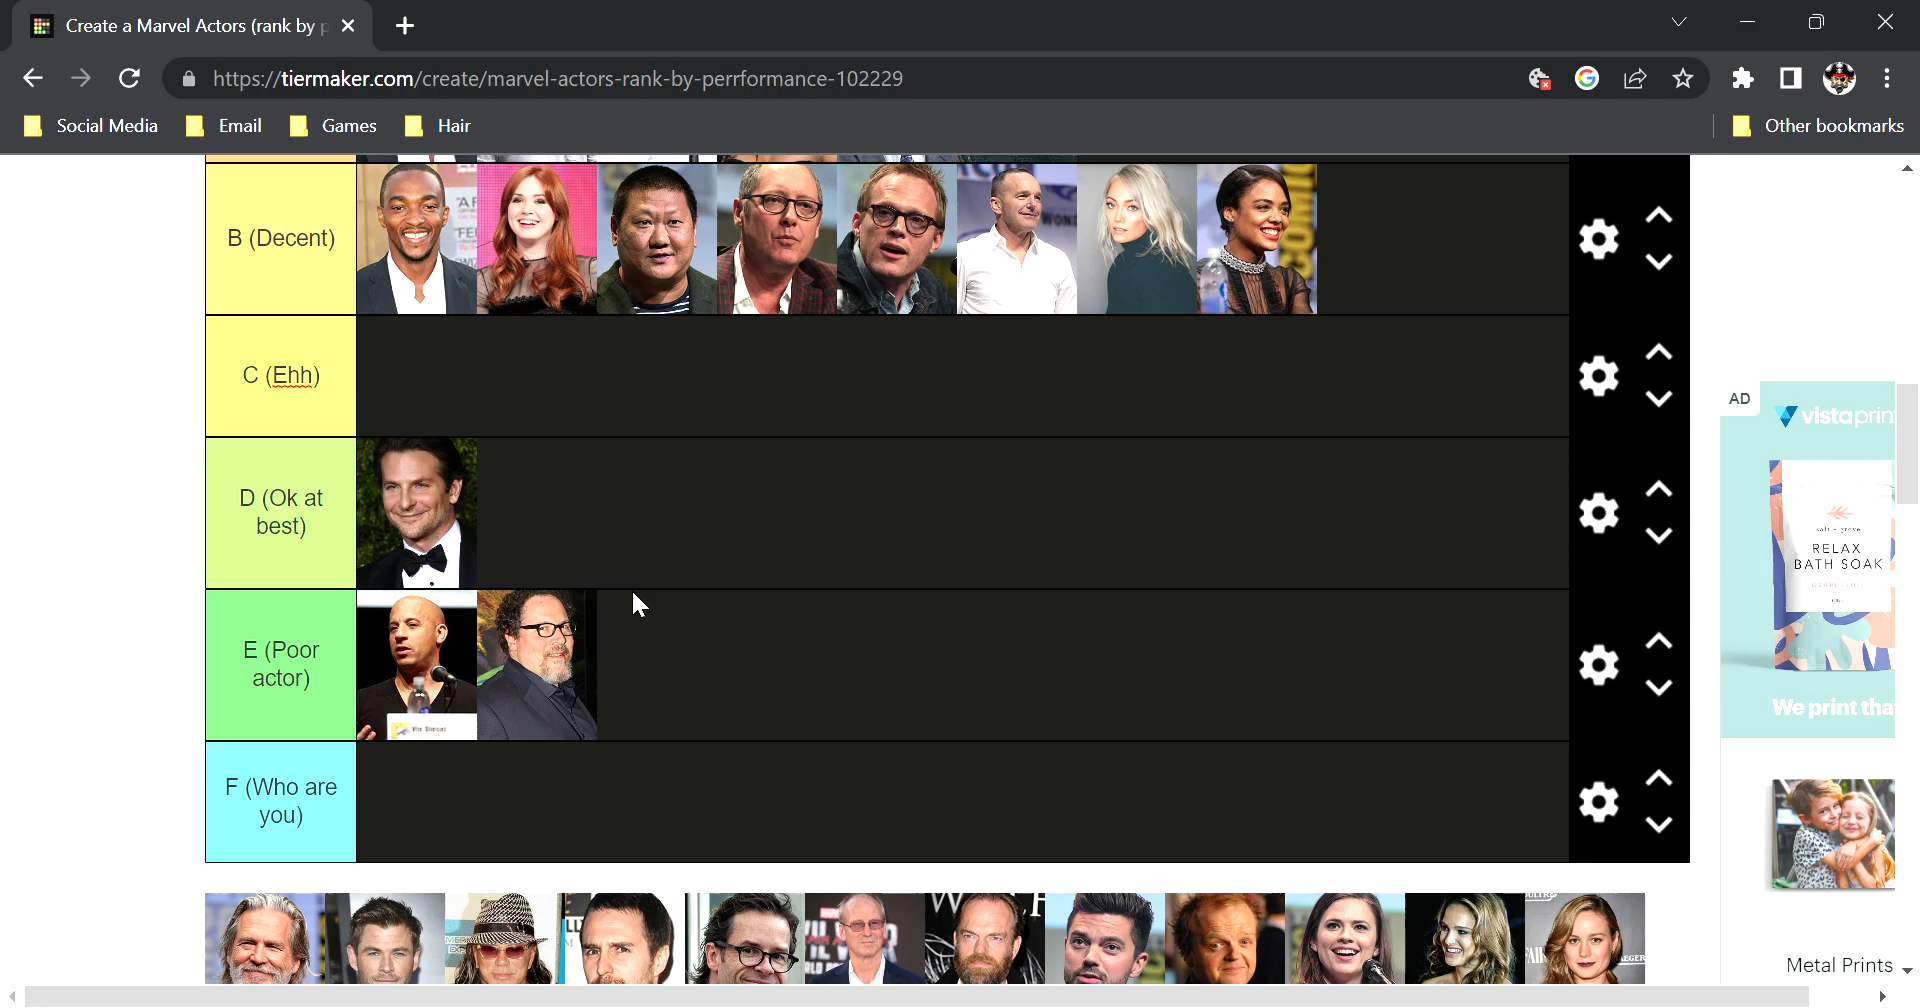 Create a Marvel Actors (rank by p
https://tiermaker.com/create/marvel-actors-rank-by-perrformance-102229
Social Media
Email
Games
Hair
Other bookmarks
B (Decent)
C (Ehh)
D (Ok at
best)
E (Poor
actor)
F (Who are
you)
AD
vistaprin
salt + grove
RELAX
BATH SOAK
We print tha
Metal Prints